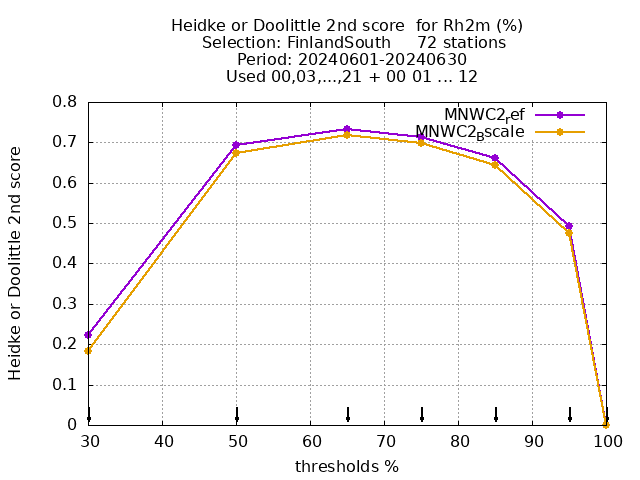 Heidke or Doolittle 2nd score  for Rh2m (%)
Selection: FinlandSouth     72 stations
Period: 20240601-20240630
Used 00,03,...,21 + 00 01 ... 12
MNWC2_ref
MNWC2_Bscale
Heidke or Doolittle 2nd score
0.8
0.7
0.6
0.5
0.4
0.3
0.2
0.1
0
30 40 50 60 70 80 90 100
thresholds %